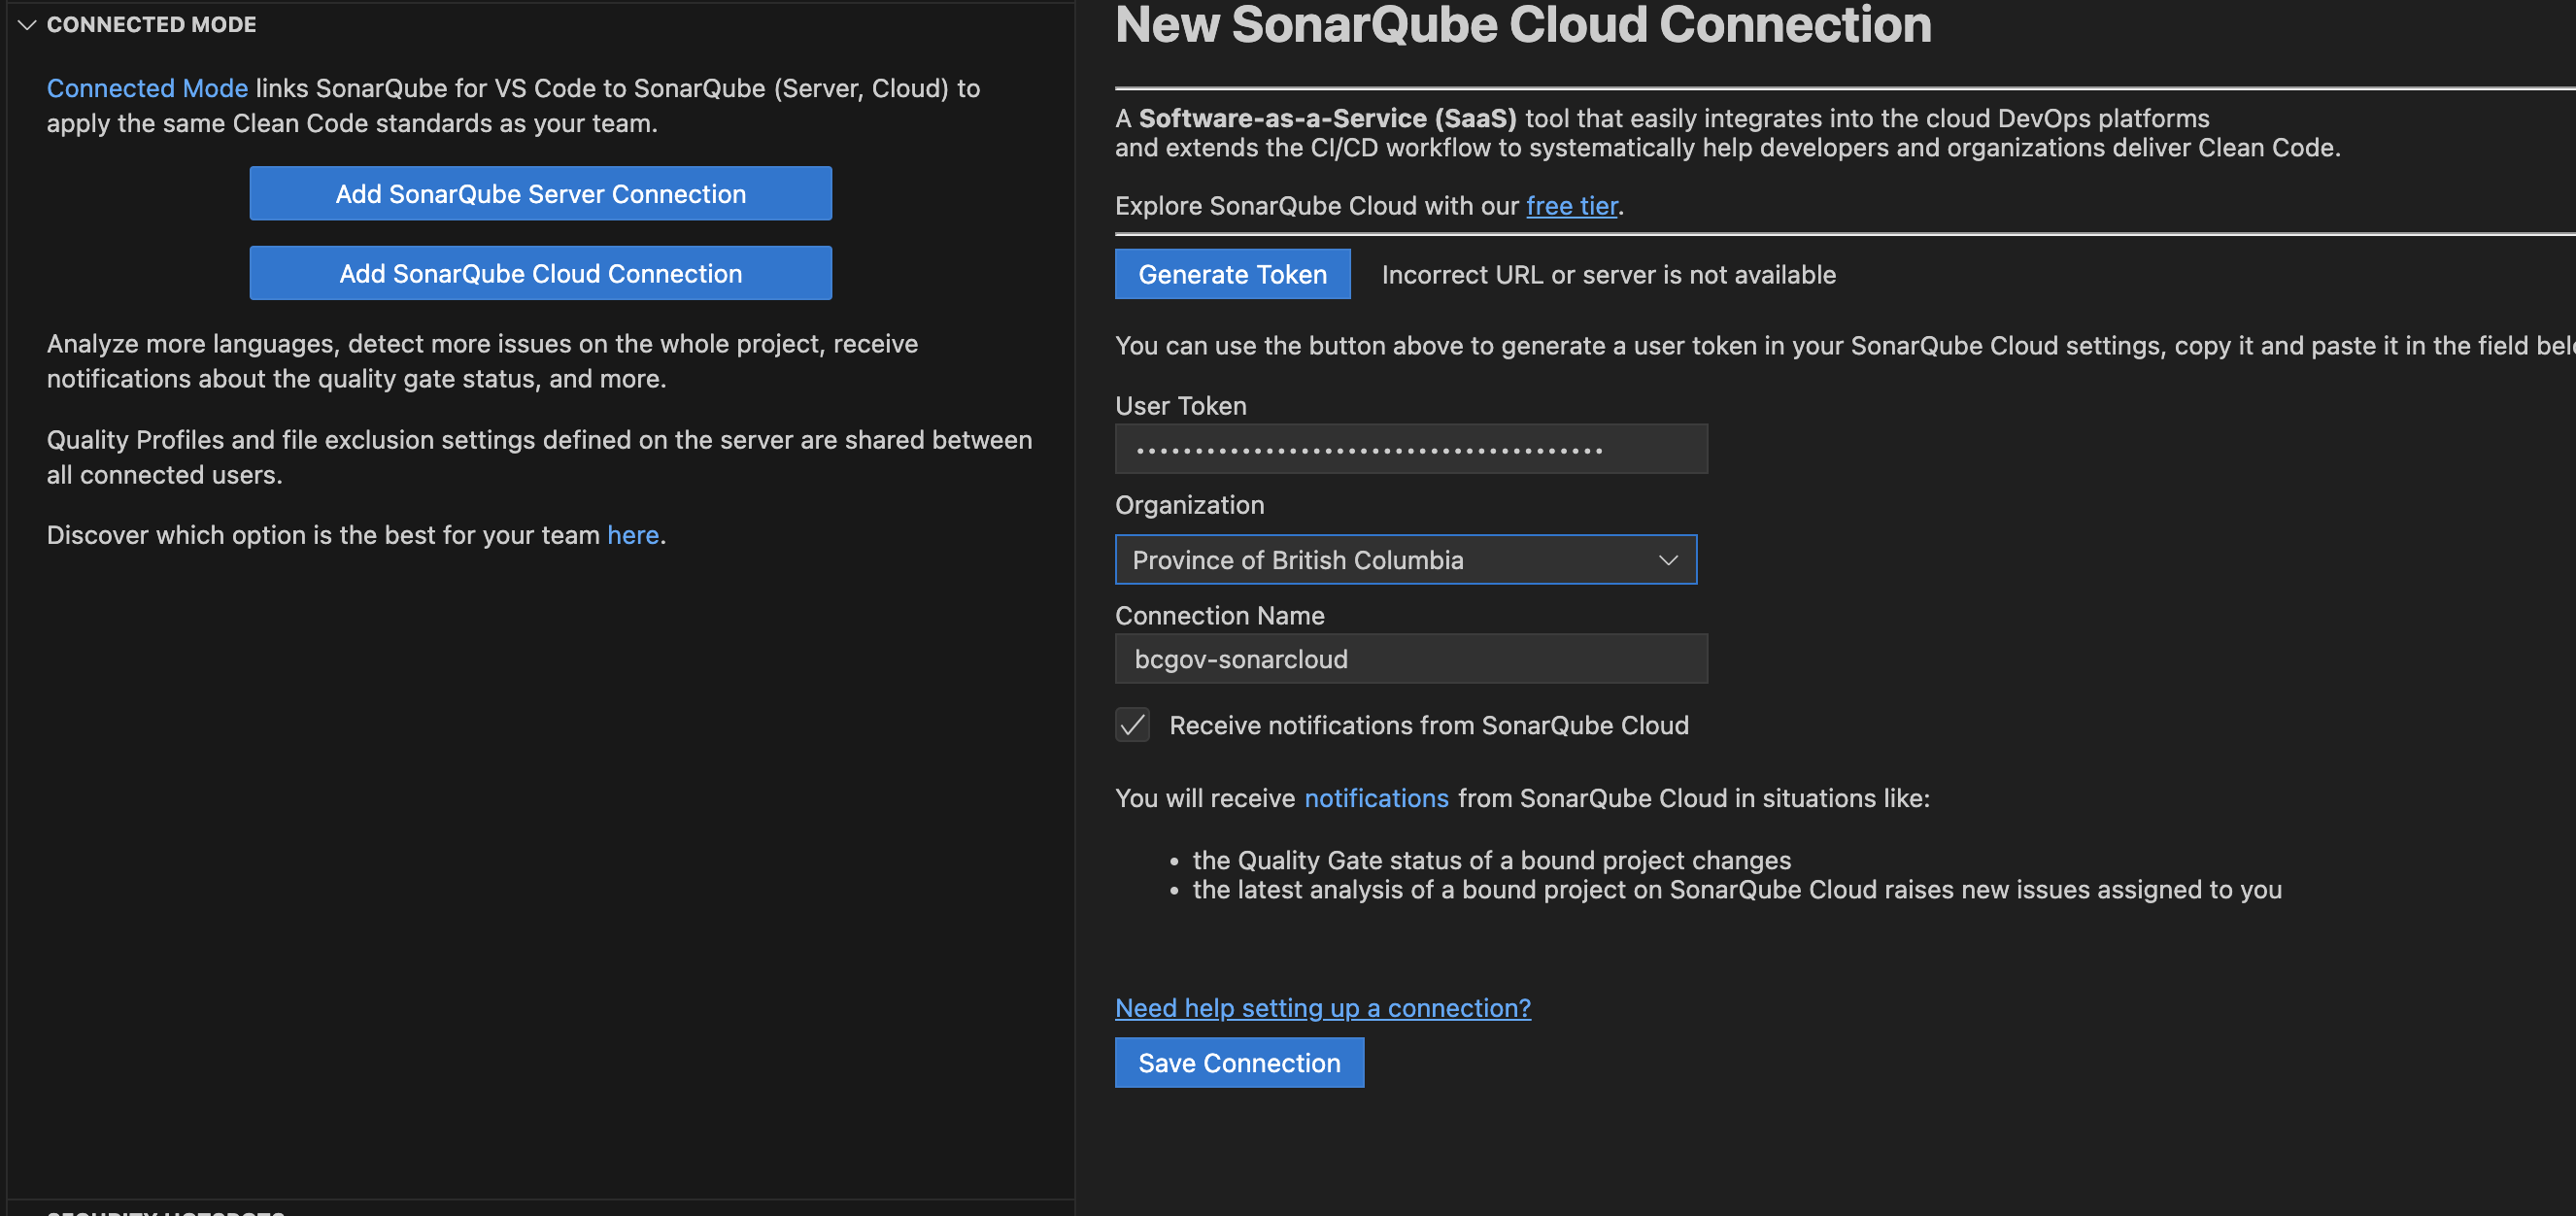 CONNECTED MODE
Connected Mode links SonarQube for VS Code to SonarQube (Server, Cloud) to
apply the same Clean Code standards as your team.
Add SonarQube Server Connection
Add SonarQube Cloud Connection
Analyze more languages, detect more issues on the whole project, receive
notifications about the quality gate status, and more.
Quality Profiles and file exclusion settings defined on the server are shared between
all connected users.
Discover which option is the best for your team here.
SECURITY HOTSPOTS
New SonarQube Cloud Connection
A Software-as-a-Service (SaaS) tool that easily integrates into the cloud DevOps platforms
and extends the CI/CD workflow to systematically help developers and organizations deliver Clean Code.
Explore SonarQube Cloud with our free tier.
Generate Token Incorrect URL or server is not available
You can use the button above to generate a user token in your SonarQube Cloud settings, copy it and paste it in the field
User Token
Organization
Province of British Columbia
Connection Name
bcgov-sonarcloud
Receive notifications from SonarQube Cloud
You will receive notifications from SonarQube Cloud in situations like:
• the Quality Gate status of a bound project changes
• the latest analysis of a bound project on SonarQube Cloud raises new issues assigned to you
Need help setting up a connection?
Save Connection